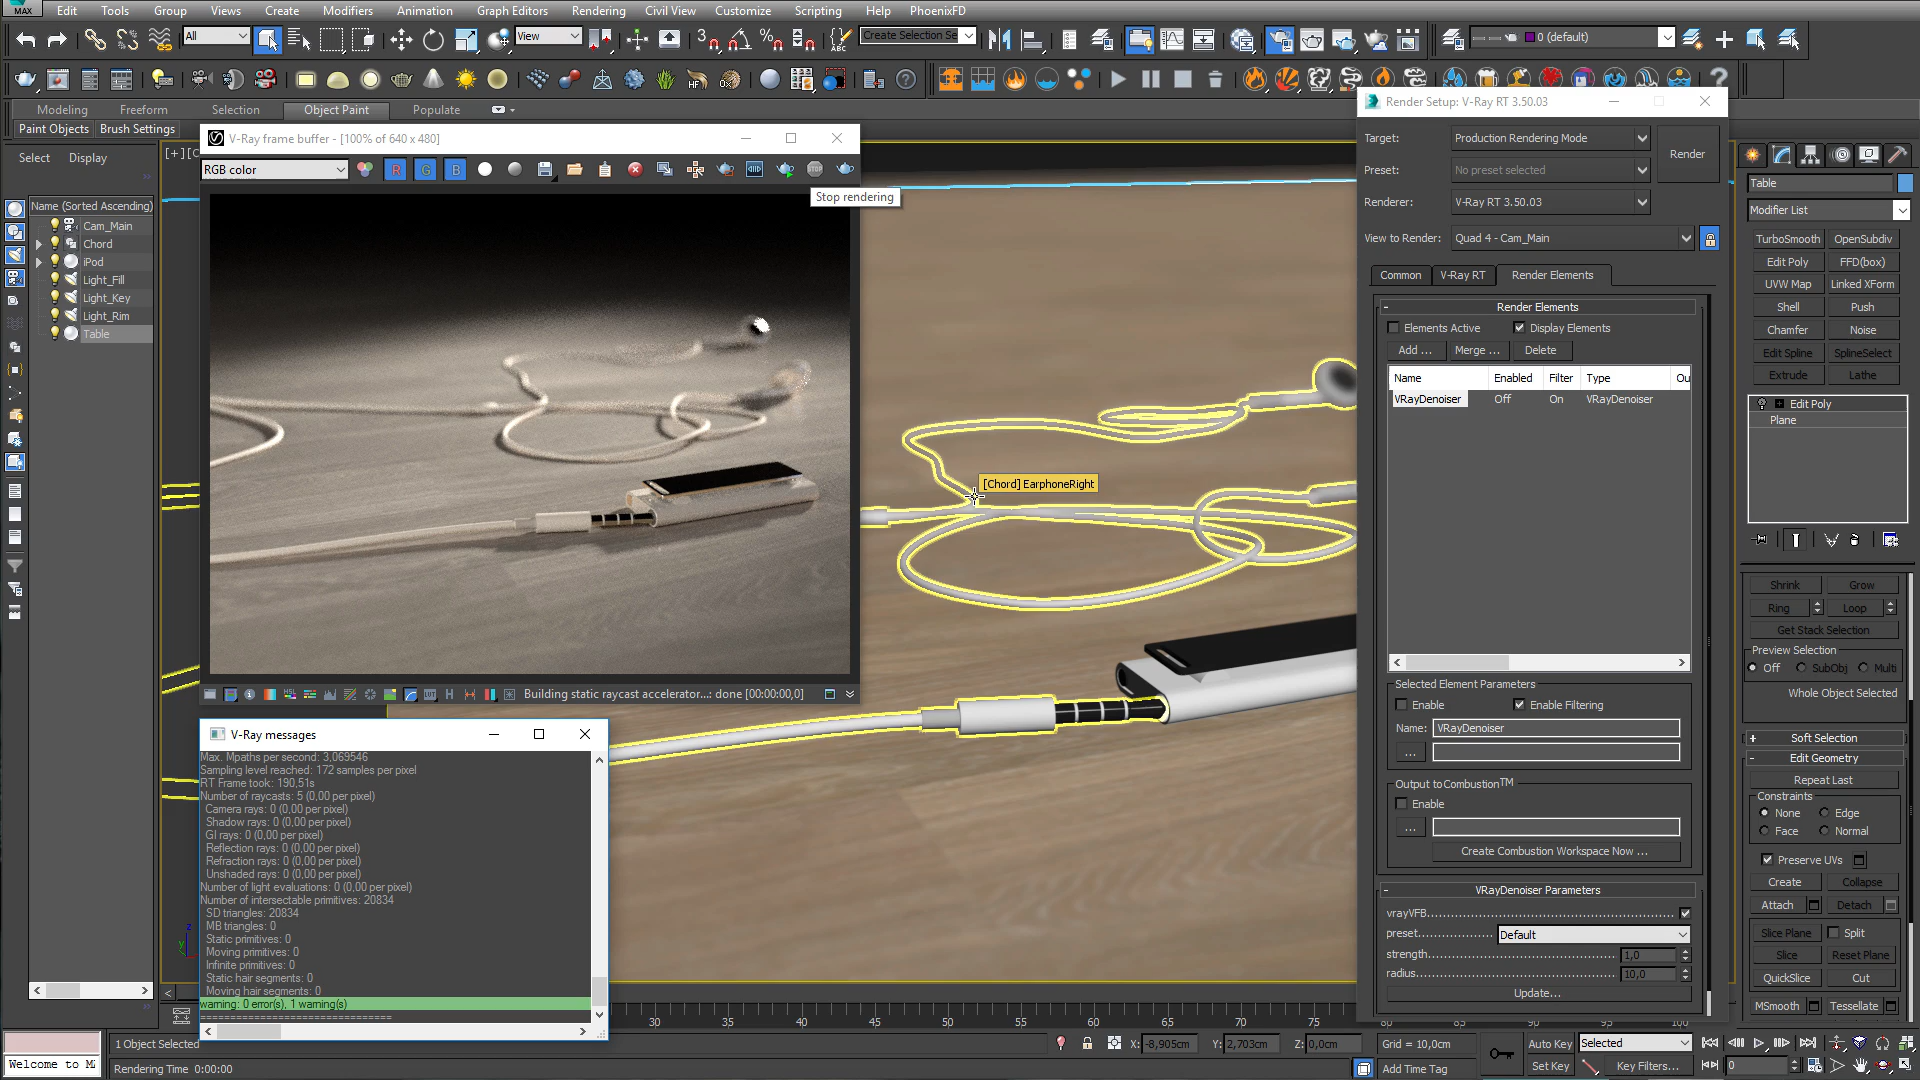 MAX Edit Tools Group Views Create Modifiers Animation Graph Editors Rendering Civil View Customize Scripting Help PhoenixFD
All View Create Selection Se 0 (default)
Modeling Freeform Selection Object Paint Populate
Paint Objects Brush Settings
Select Display
Name (Sorted Ascending)
Cam_Main
Chord
iPod
Light_Fill
Light_Key
Light_Rim
Table
V-Ray frame buffer - [100% of 640 x 480]
RGB color
R G B
Stop rendering
Building static raycast accelerator...: done [00:00:00,0]
V-Ray messages
Max. Mpaths per second: 3,069546
Sampling level reached: 172 samples per pixel
RT Frame took: 190,51s
Number of raycasts: 5 (0,00 per pixel)
Camera rays: 0 (0,00 per pixel)
Shadow rays: 0 (0,00 per pixel)
GI rays: 0 (0,00 per pixel)
Reflection rays: 0 (0,00 per pixel)
Refraction rays: 0 (0,00 per pixel)
Unshaded rays: 0 (0,00 per pixel)
Number of light evaluations: 0 (0,00 per pixel)
Number of intersectable primitives: 20834
SD triangles: 20834
MB triangles: 0
Static primitives: 0
Moving primitives: 0
Infinite primitives: 0
Static hair segments: 0
Moving hair segments: 0
warning: 0 error(s), 1 warning(s)
==============================
[Chord] EarphoneRight
Render Setup: V-Ray RT 3.50.03
Target: Production Rendering Mode
Preset: No preset selected
Render
Renderer: V-Ray RT 3.50.03
View to Render: Quad 4 - Cam_Main
Common V-Ray RT Render Elements
- Render Elements
Elements Active Display Elements
Add ... Merge ... Delete
Name Enabled Filter Type Ou
VRayDenoiser Off On VRayDenoiser
Selected Element Parameters
Enable Enable Filtering
Name: VRayDenoiser
...
Output to Combustion™
Enable
...
Create Combustion Workspace Now ...
- VRayDenoiser Parameters
vrayVFB
preset Default
strength 1,0
radius 10,0
Update...
Table
Modifier List
TurboSmooth OpenSubdiv
Edit Poly FFD(box)
UVW Map Linked XForm
Shell Push
Chamfer Noise
Edit Spline SplineSelect
Extrude Lathe
Edit Poly
Plane
Shrink Grow
Ring Loop
Get Stack Selection
Preview Selection
Off SubObj Multi
Whole Object Selected
+ Soft Selection
- Edit Geometry
Repeat Last
Constraints
None Edge
Face Normal
Preserve UVs
Create Collapse
Attach Detach
Slice Plane Split
Slice Reset Plane
QuickSlice Cut
MSmooth Tessellate
30 35 40 45 50 55 60 65 70 75 80 85 90 95 100
1 Object Selected
X: -8,905cm Y: 2,703cm Z: 0,0cm Grid = 10,0cm
Auto Key Selected
Welcome to M
Rendering Time 0:00:00
Add Time Tag
Set Key Key Filters...
0